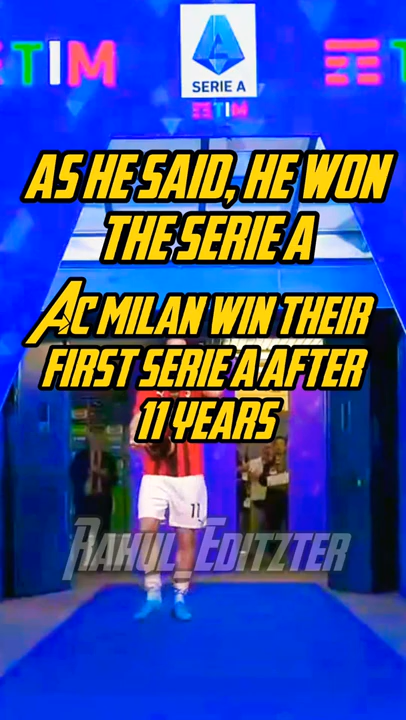 TIM
SERIE A
TIM
AS HE SAID, HE WON
THE SERIE A
AC MILAN WIN THEIR
FIRST SERIE A AFTER
11 YEARS
11
RAHUL EDITZTER